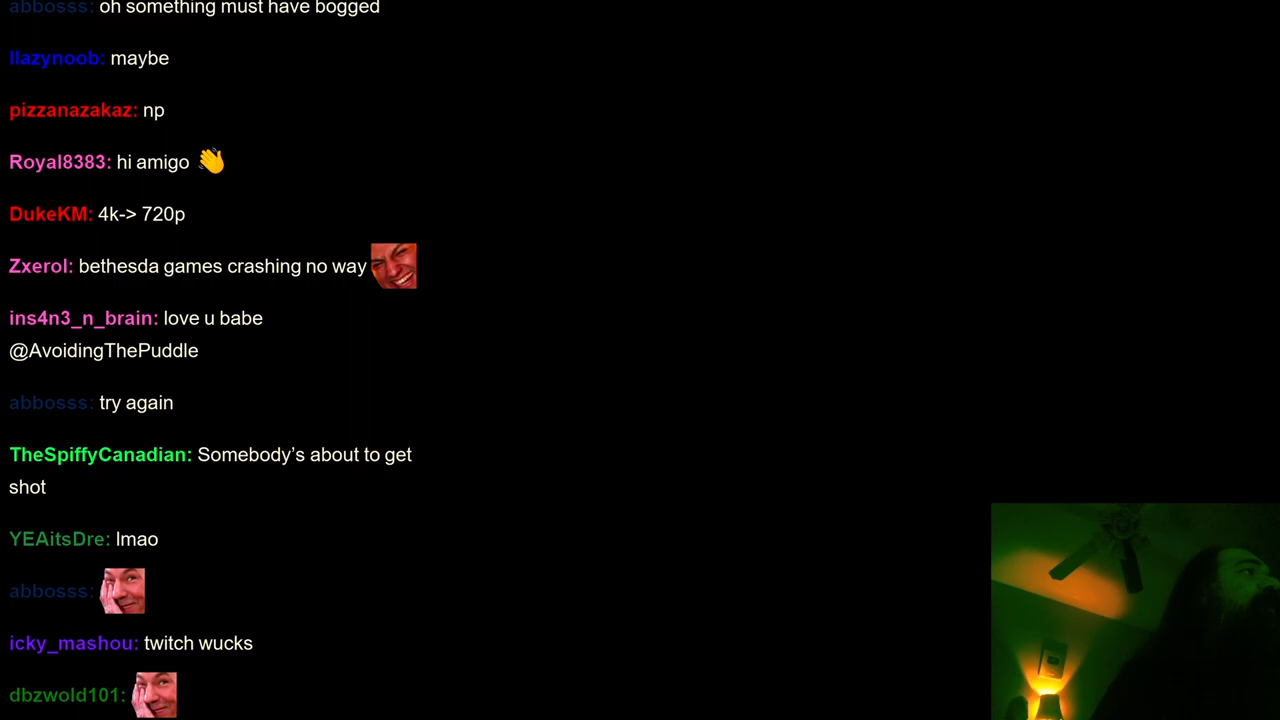 abbosss: oh something must have bogged
llazynoob: maybe
pizzanazakaz: np
Royal8383: hi amigo 👋
DukeKM: 4k-> 720p
Zxerol: bethesda games crashing no way
ins4n3_n_brain: love u babe
@AvoidingThePuddle
abbosss: try again
TheSpiffyCanadian: Somebody’s about to get
shot
YEAitsDre: lmao
abbosss:
icky_mashou: twitch wucks
dbzwold101: